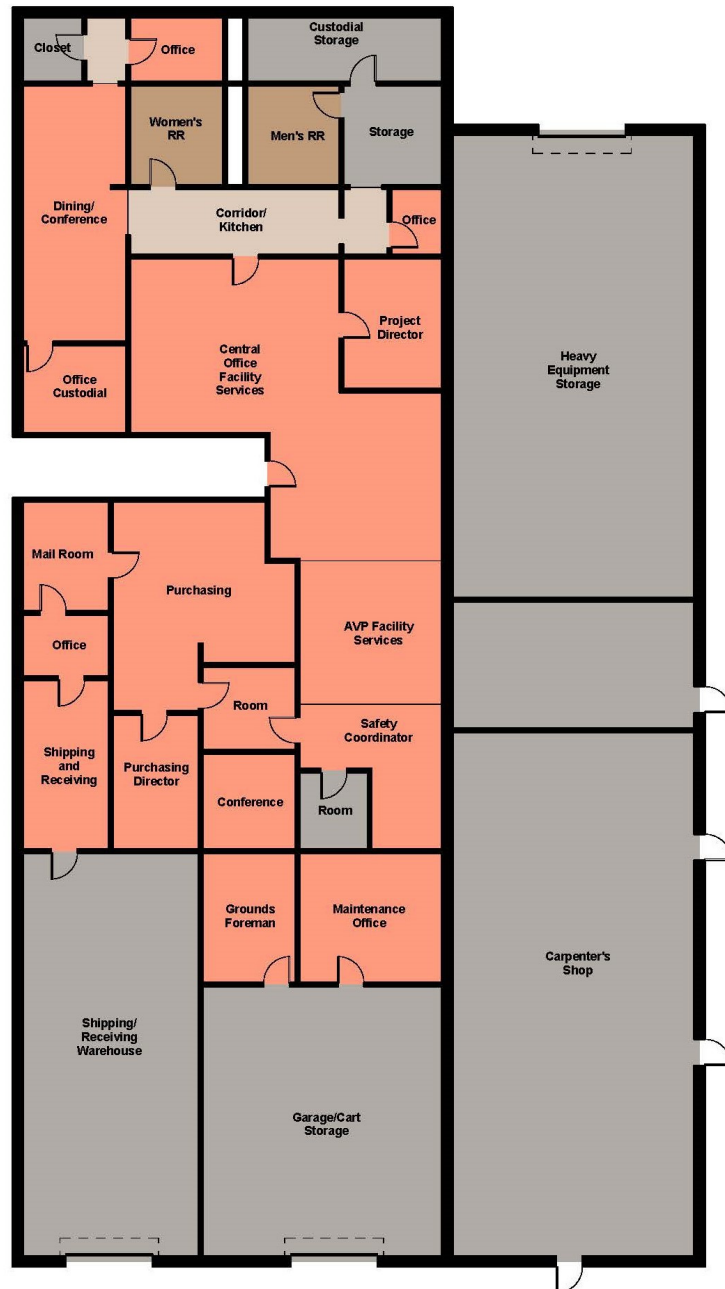 Closet
Office
Custodial
Storage
Women's
RR
Men's RR
Storage
Dining/
Conference
Corridor/
Kitchen
Office
Project
Director
Central
Office
Facility
Services
Office
Custodial
Heavy
Equipment
Storage
Mail Room
Purchasing
Office
AVP Facility
Services
Room
Safety
Coordinator
Shipping
and
Receiving
Purchasing
Director
Conference
Room
Grounds
Foreman
Maintenance
Office
Carpenter's
Shop
Shipping/
Receiving
Warehouse
Garage/Cart
Storage